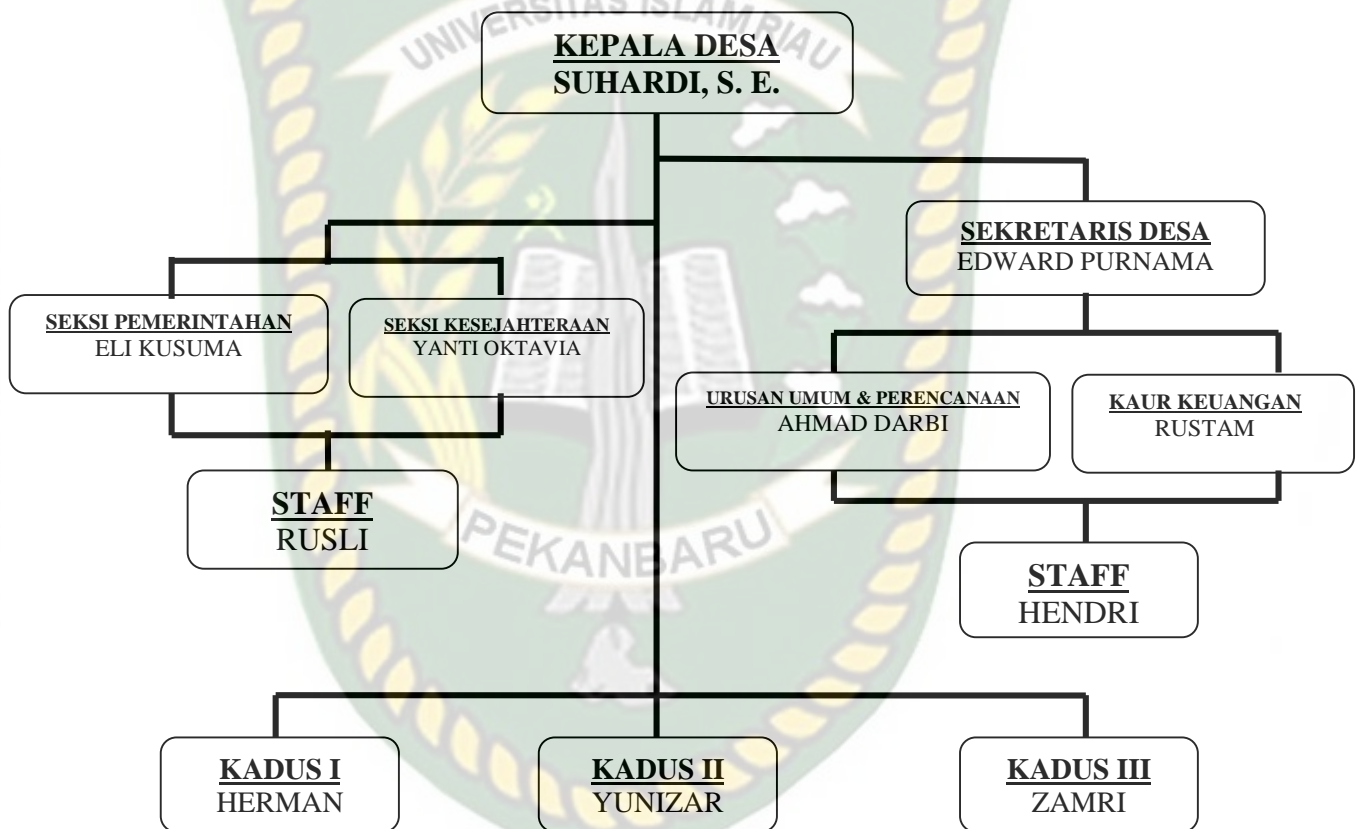 UNIVERSITAS ISLAM RIAU
KEPALA DESA
SUHARDI, S. E.
SEKRETARIS DESA
EDWARD PURNAMA
SEKSI PEMERINTAHAN
ELI KUSUMA
SEKSI KESEJAHTERAAN
YANTI OKTAVIA
URUSAN UMUM & PERENCANAAN
AHMAD DARBI
KAUR KEUANGAN
RUSTAM
STAFF
RUSLI
PEKANBARU
STAFF
HENDRI
KADUS I
HERMAN
KADUS II
YUNIZAR
KADUS III
ZAMRI